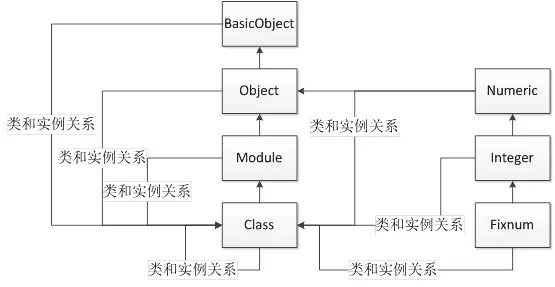 BasicObject
Object
Numeric
类和实例关系
类和实例关系
类和实例关系
Module
Integer
类和实例关系
Class
类和实例关系
Fixnum
类和实例关系
类和实例关系